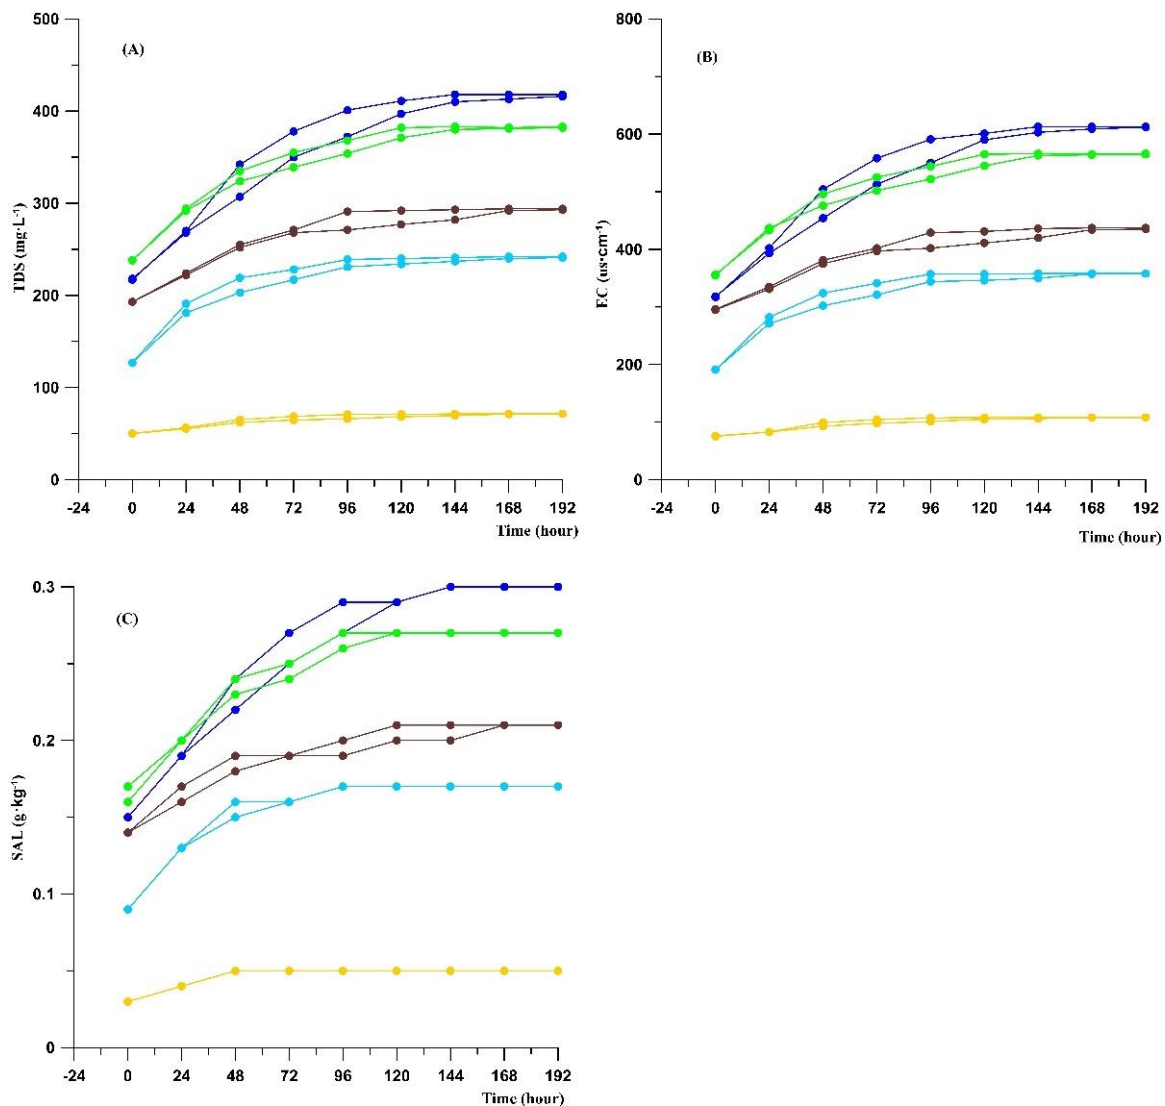 (A)
500
400
300
200
100
0
TDS (mg·L⁻¹)
-24 0 24 48 72 96 120 144 168 192
Time (hour)
(B)
800
600
400
200
0
EC (us·cm⁻¹)
-24 0 24 48 72 96 120 144 168 192
Time (hour)
(C)
0.3
0.2
0.1
0
SAL (g·kg⁻¹)
-24 0 24 48 72 96 120 144 168 192
Time (hour)